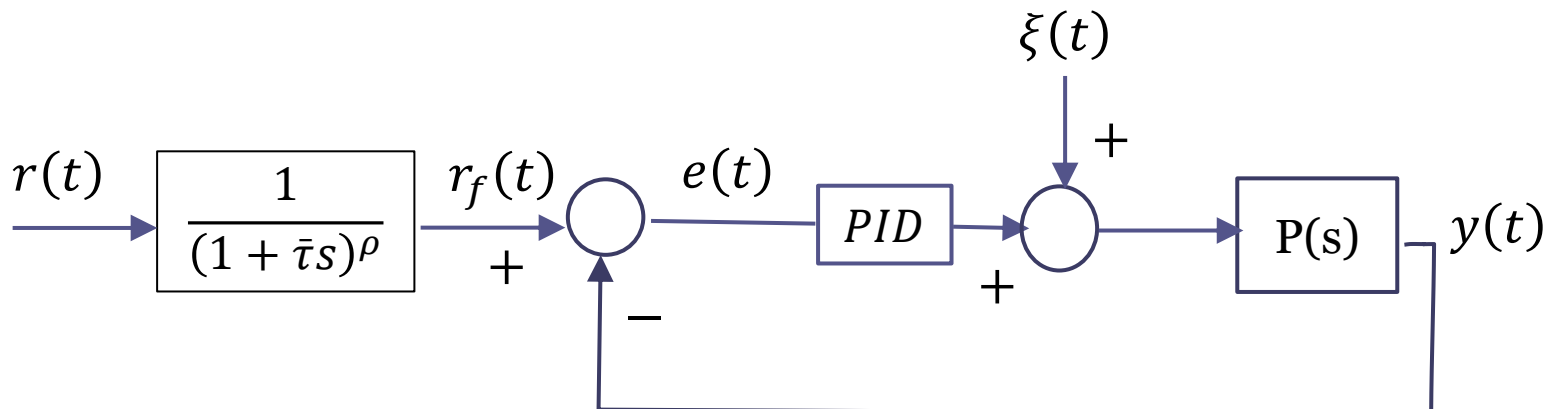 ξ(t)
+
r(t)
1
(1 + τ̄s)^ρ
r_f(t)
+
−
e(t)
PID
+
P(s)
y(t)